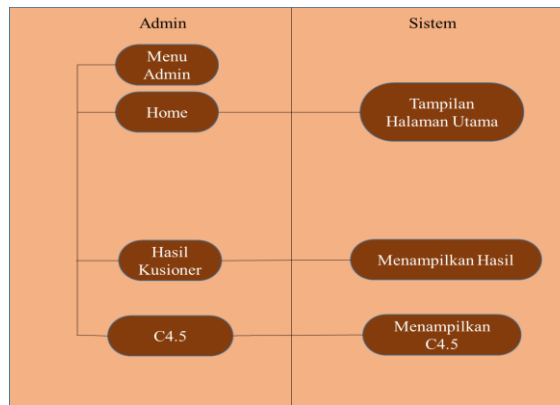 Admin
Sistem
Menu
Admin
Home
Tampilan
Halaman Utama
Hasil
Kusioner
Menampilkan Hasil
C4.5
Menampilkan
C4.5